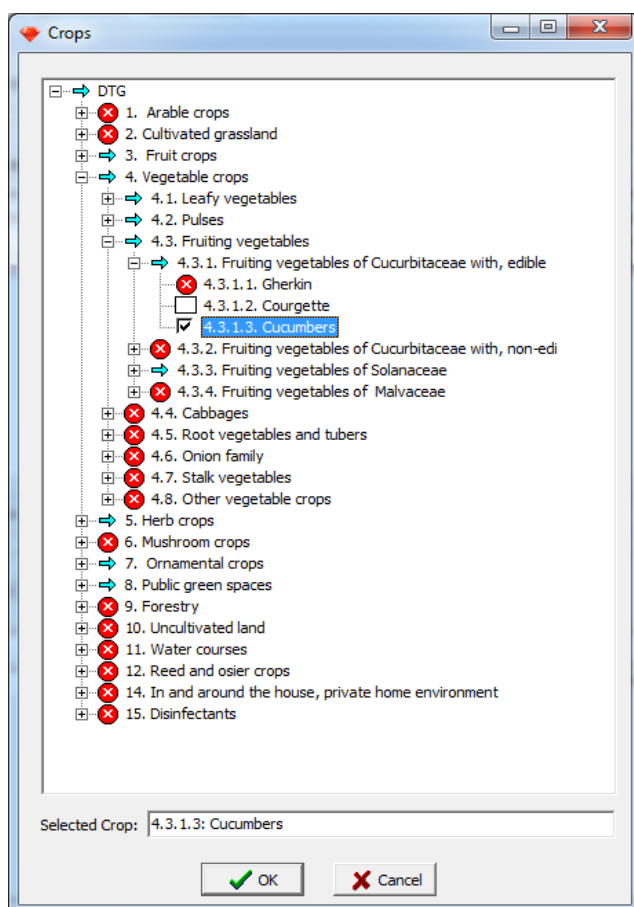 Crops
DTG
1. Arable crops
2. Cultivated grassland
3. Fruit crops
4. Vegetable crops
4.1. Leafy vegetables
4.2. Pulses
4.3. Fruiting vegetables
4.3.1. Fruiting vegetables of Cucurbitaceae with, edible
4.3.1.1. Gherkin
4.3.1.2. Courgette
4.3.1.3. Cucumbers
4.3.2. Fruiting vegetables of Cucurbitaceae with, non-edi
4.3.3. Fruiting vegetables of Solanaceae
4.3.4. Fruiting vegetables of Malvaceae
4.4. Cabbages
4.5. Root vegetables and tubers
4.6. Onion family
4.7. Stalk vegetables
4.8. Other vegetable crops
5. Herb crops
6. Mushroom crops
7. Ornamental crops
8. Public green spaces
9. Forestry
10. Uncultivated land
11. Water courses
12. Reed and osier crops
14. In and around the house, private home environment
15. Disinfectants
Selected Crop: 4.3.1.3: Cucumbers
OK Cancel